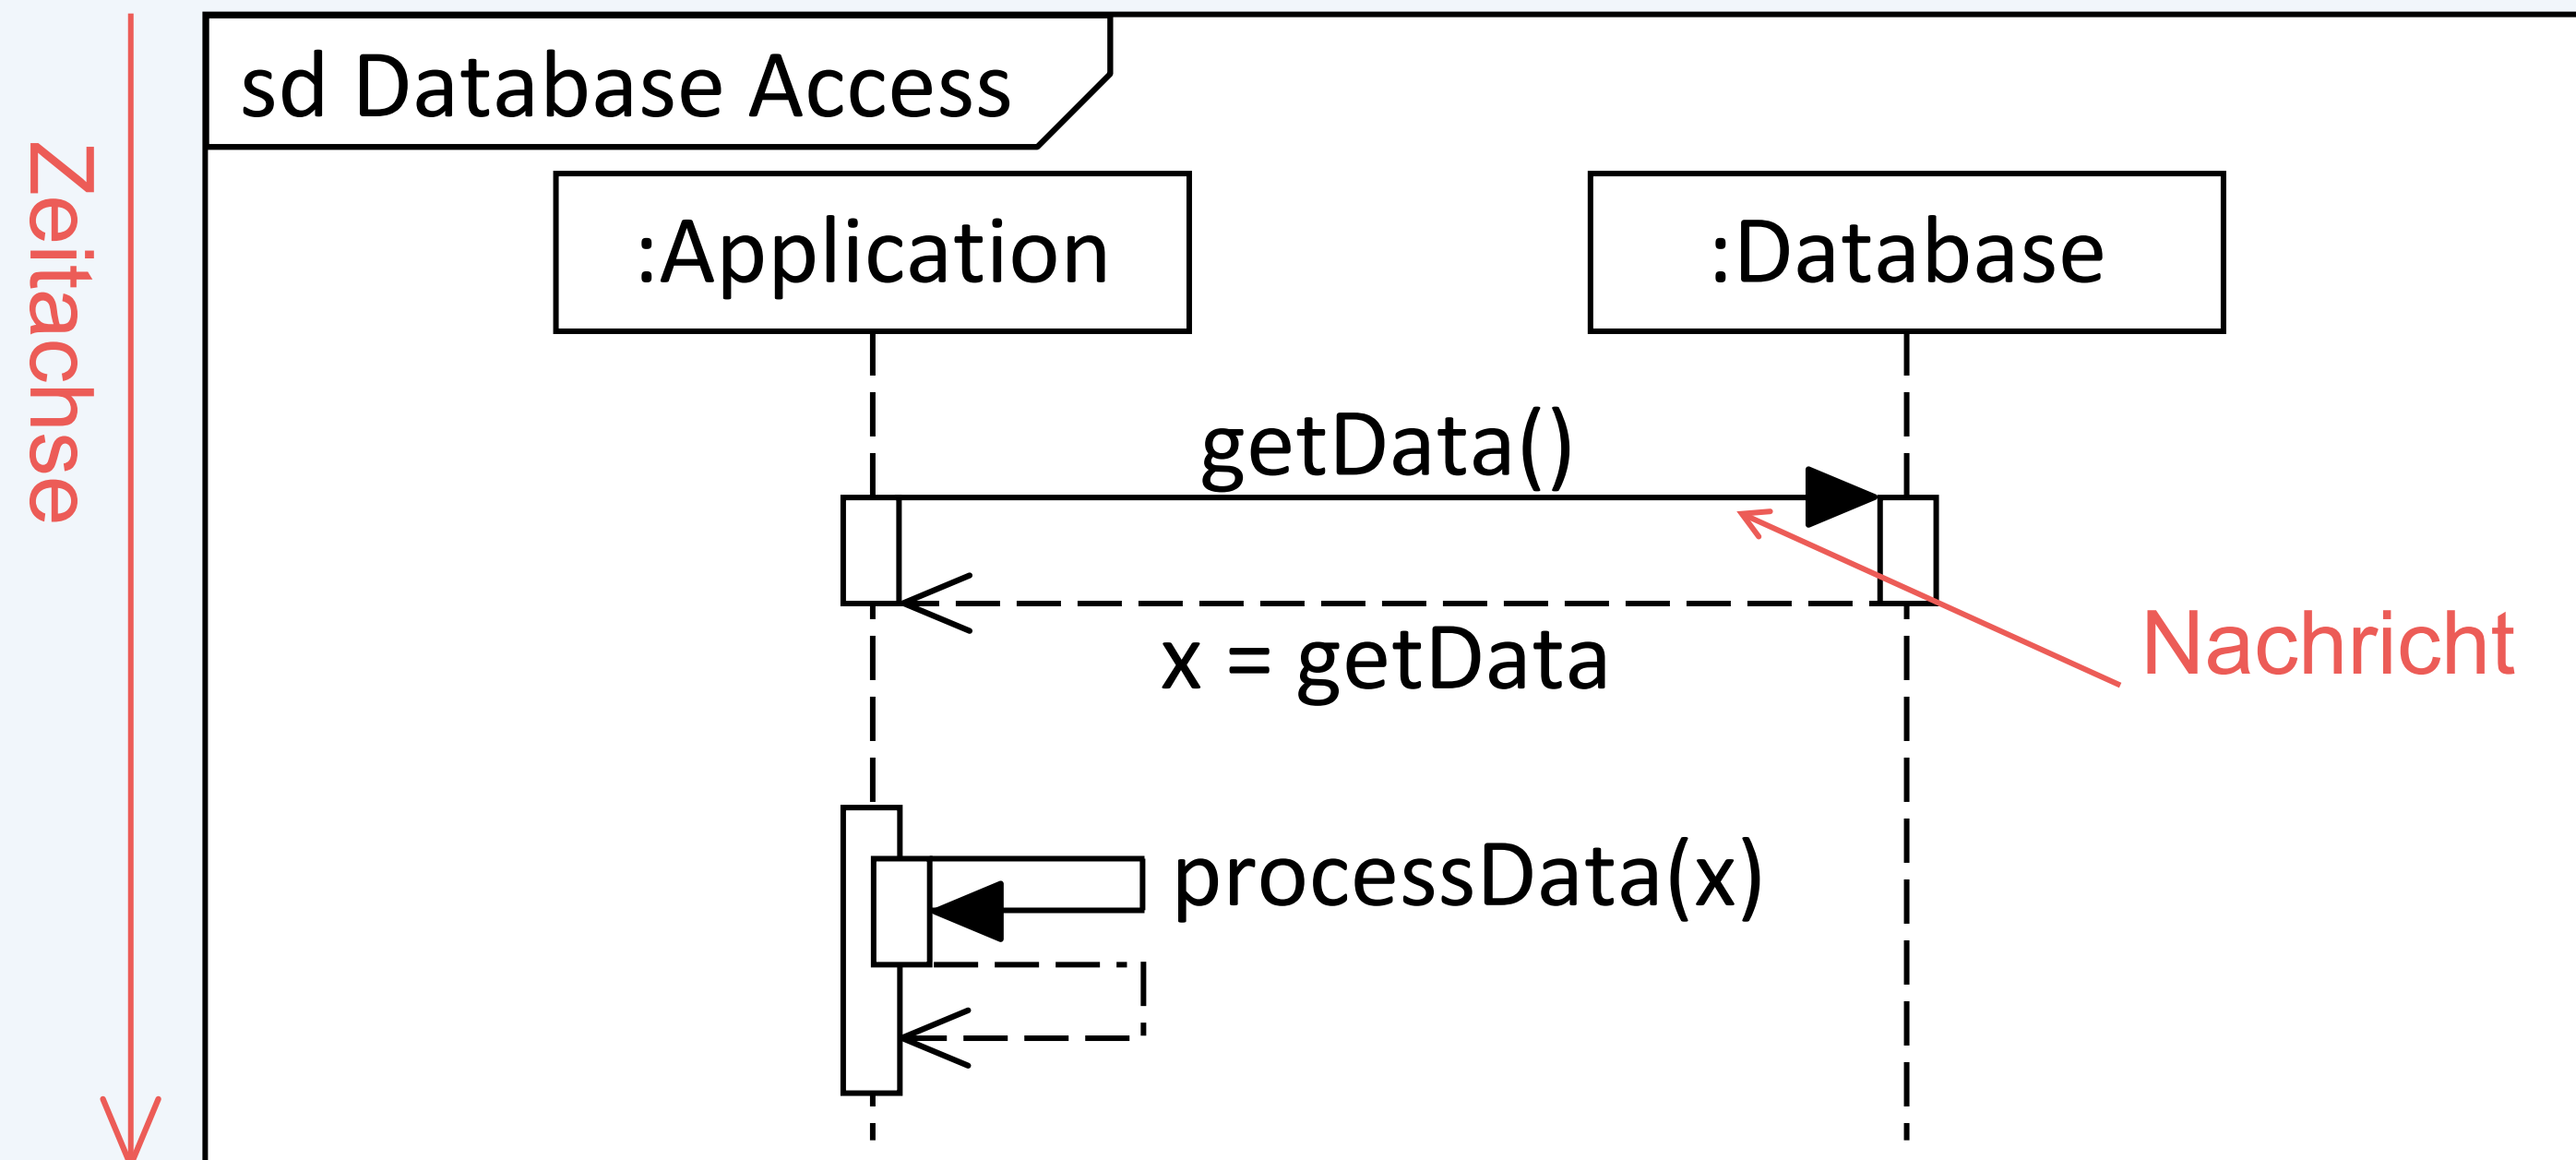 sd Database Access
Zeitachse
:Application
:Database
getData()
x = getData
Nachricht
processData(x)